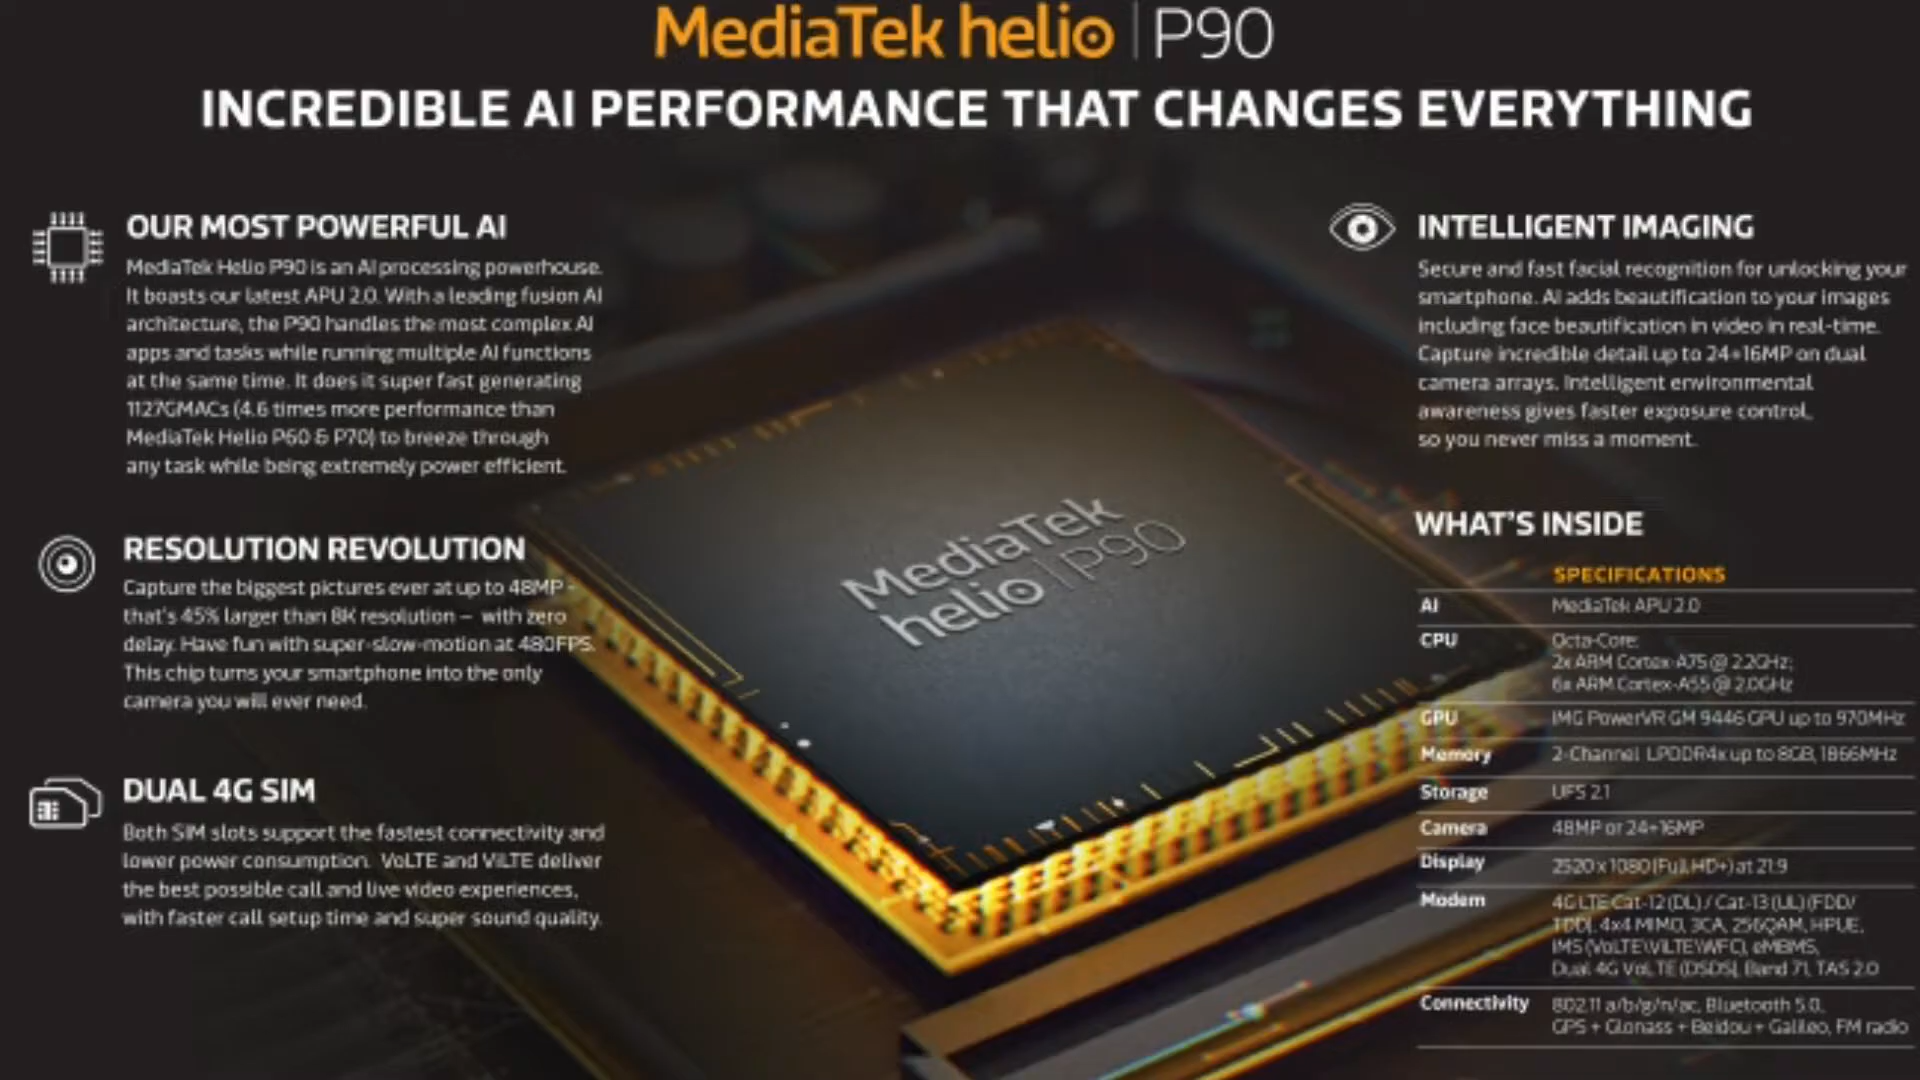 MediaTek helio | P90
INCREDIBLE AI PERFORMANCE THAT CHANGES EVERYTHING
OUR MOST POWERFUL AI
MediaTek Helio P90 is an AI processing powerhouse.
It boasts our latest APU 2.0. With a leading fusion AI
architecture, the P90 handles the most complex AI
apps and tasks while running multiple AI functions
at the same time. It does it super fast generating
1127GMACs (4.6 times more performance than
MediaTek Helio P60 & P70) to breeze through
any task while being extremely power efficient.
RESOLUTION REVOLUTION
Capture the biggest pictures ever at up to 48MP -
that's 45% larger than 8K resolution – with zero
delay. Have fun with super-slow-motion at 480FPS.
This chip turns your smartphone into the only
camera you will ever need.
DUAL 4G SIM
Both SIM slots support the fastest connectivity and
lower power consumption. VoLTE and ViLTE deliver
the best possible call and live video experiences,
with faster call setup time and super sound quality.
MediaTek
helio | P90
INTELLIGENT IMAGING
Secure and fast facial recognition for unlocking your
smartphone. AI adds beautification to your images
including face beautification in video in real-time.
Capture incredible detail up to 24+16MP on dual
camera arrays. Intelligent environmental
awareness gives faster exposure control,
so you never miss a moment.
WHAT'S INSIDE
SPECIFICATIONS
AI MediaTek APU 2.0
CPU Octa-Core:
2x ARM Cortex-A75 @ 2.2GHz;
6x ARM Cortex-A55 @ 2.0GHz
GPU IMG PowerVR GM 9446 GPU up to 970MHz
Memory 2-Channel LPDDR4x up to 8GB, 1866MHz
Storage UFS 2.1
Camera 48MP or 24+16MP
Display 2520 x 1080 (Full HD+) at 21:9
Modem 4G LTE Cat-12 (DL) / Cat-13 (UL) (FDD/
TDD), 4x4 MIMO, 3CA, 256QAM, HPUE,
IMS (VoLTE\ViLTE\WFC), eMBMS,
Dual 4G VoLTE (DSDS), Band 71, TAS 2.0
Connectivity 802.11 a/b/g/n/ac, Bluetooth 5.0,
GPS + Glonass + Beidou + Galileo, FM radio